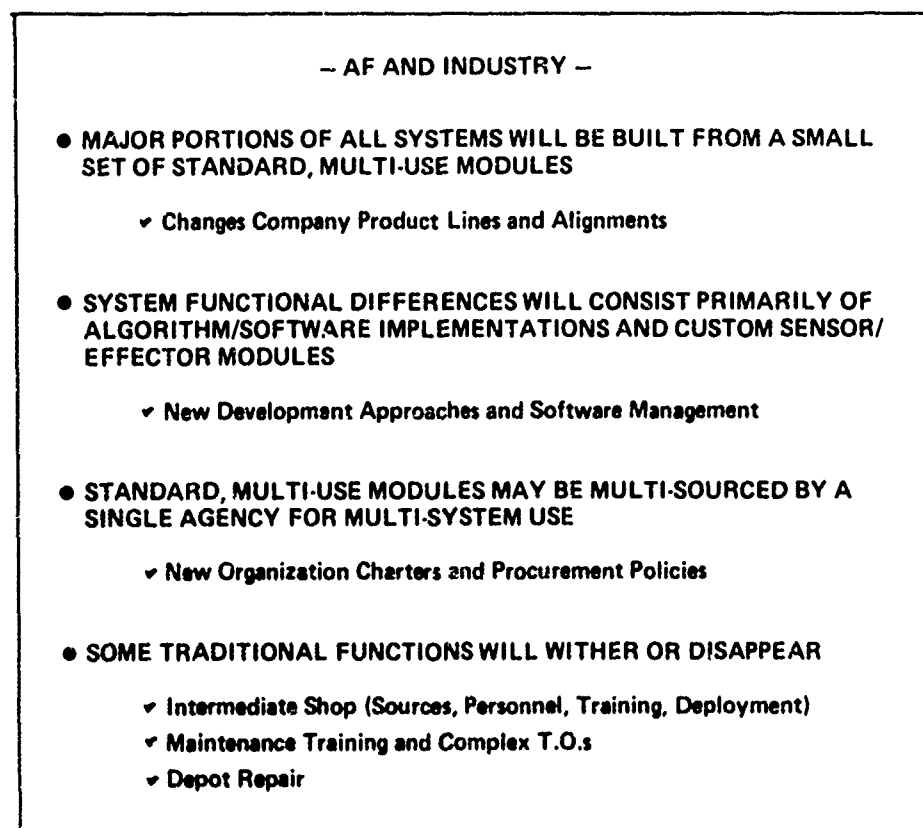 – AF AND INDUSTRY –
● MAJOR PORTIONS OF ALL SYSTEMS WILL BE BUILT FROM A SMALL
SET OF STANDARD, MULTI-USE MODULES
✔ Changes Company Product Lines and Alignments
● SYSTEM FUNCTIONAL DIFFERENCES WILL CONSIST PRIMARILY OF
ALGORITHM/SOFTWARE IMPLEMENTATIONS AND CUSTOM SENSOR/
EFFECTOR MODULES
✔ New Development Approaches and Software Management
● STANDARD, MULTI-USE MODULES MAY BE MULTI-SOURCED BY A
SINGLE AGENCY FOR MULTI-SYSTEM USE
✔ New Organization Charters and Procurement Policies
● SOME TRADITIONAL FUNCTIONS WILL WITHER OR DISAPPEAR
✔ Intermediate Shop (Sources, Personnel, Training, Deployment)
✔ Maintenance Training and Complex T.O.s
✔ Depot Repair